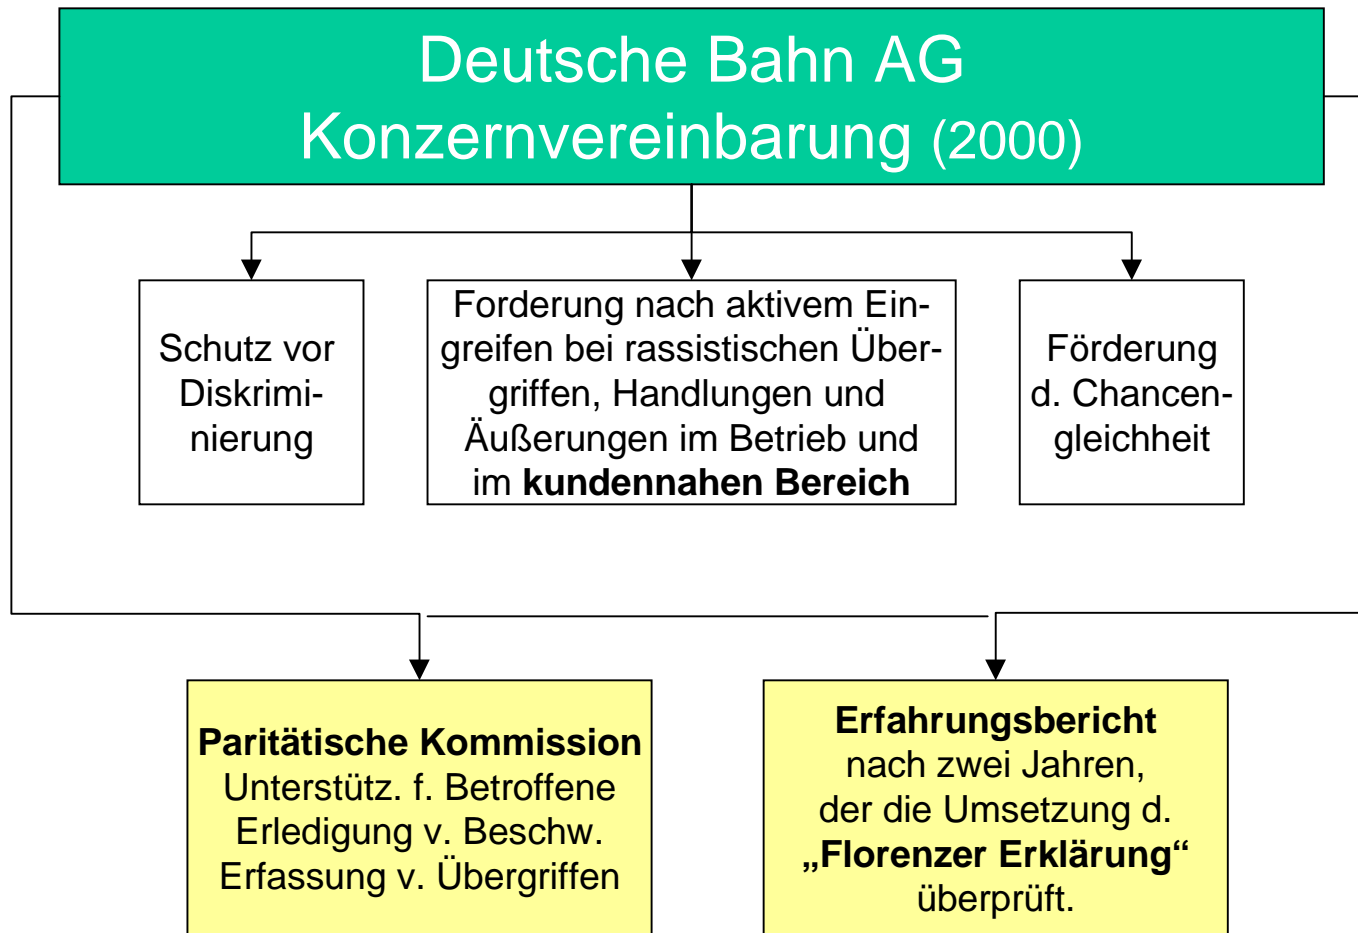 Deutsche Bahn AG
Konzernvereinbarung (2000)
Schutz vor
Diskrimi-
nierung
Forderung nach aktivem Ein-
greifen bei rassistischen Über-
griffen, Handlungen und
Äußerungen im Betrieb und
im kundennahen Bereich
Förderung
d. Chancen-
gleichheit
Paritätische Kommission
Unterstütz. f. Betroffene
Erledigung v. Beschw.
Erfassung v. Übergriffen
Erfahrungsbericht
nach zwei Jahren,
der die Umsetzung d.
„Florenzer Erklärung“
überprüft.